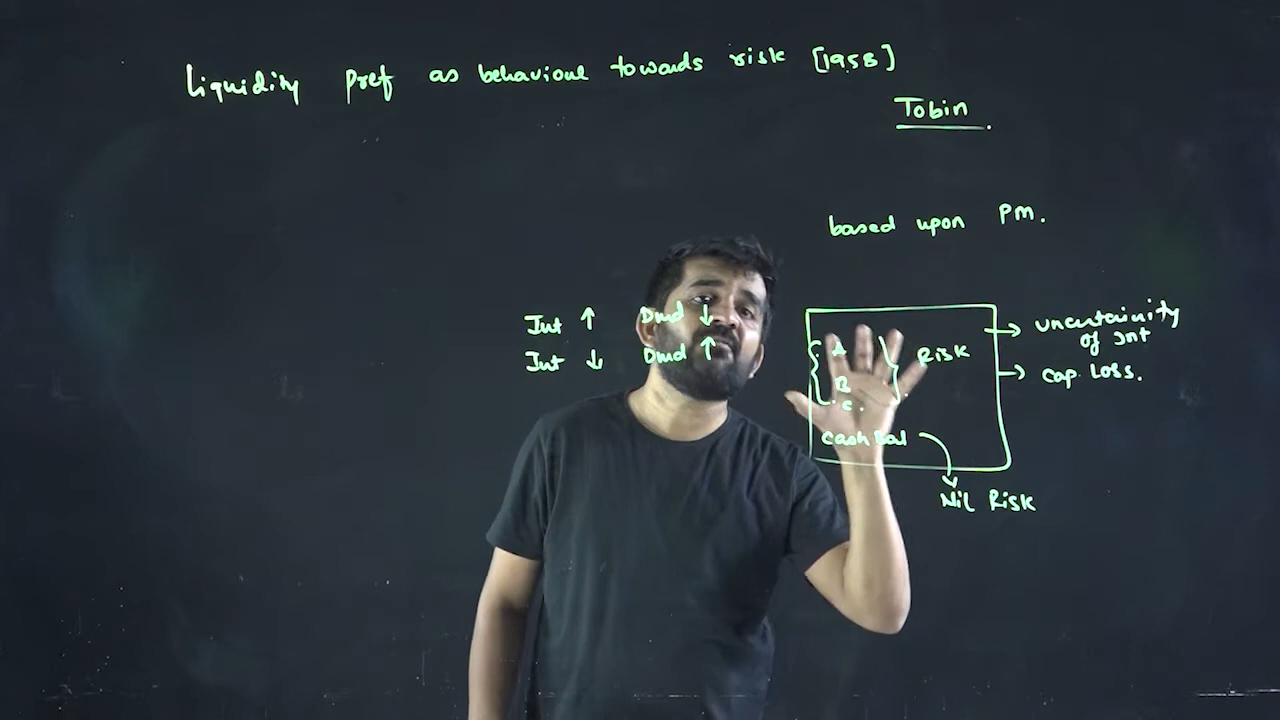 Liquidity Pref as behaviour towards risk [1958]
Tobin
based upon PM.
Int ↑ Dmd ↓
Int ↓ Dmd ↑
A
B
C.
Risk
Cash Bal
Nil Risk
→ uncertainity
of Int
→ Cap. Loss.